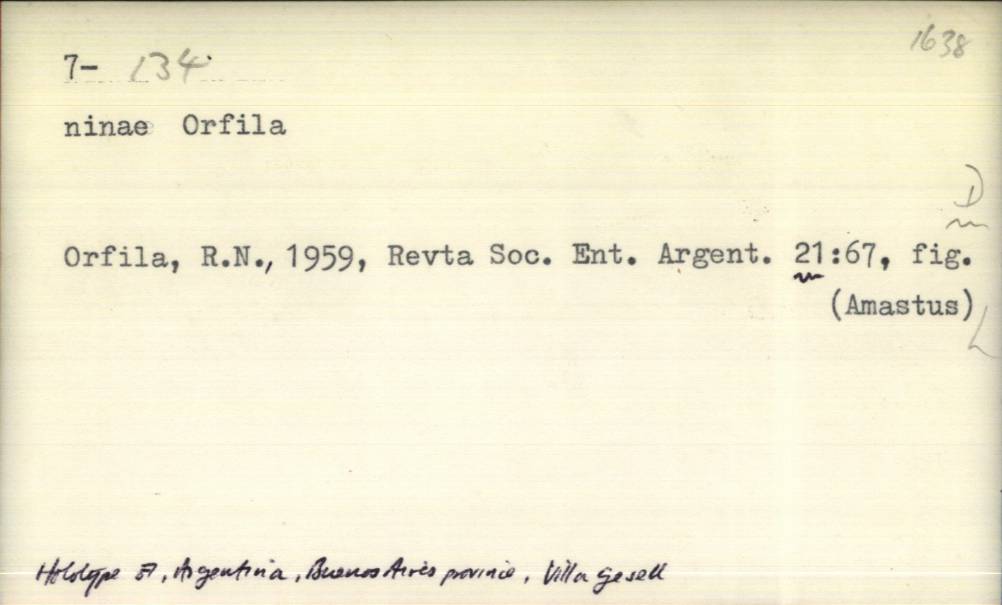 1638
7- 134
ninae Orfila
D
Orfila, R.N., 1959, Revta Soc. Ent. Argent. 21:67, fig.
(Amastus)
Holotype ♂, Argentina, Buenos Aires provinie, Villa Gesell